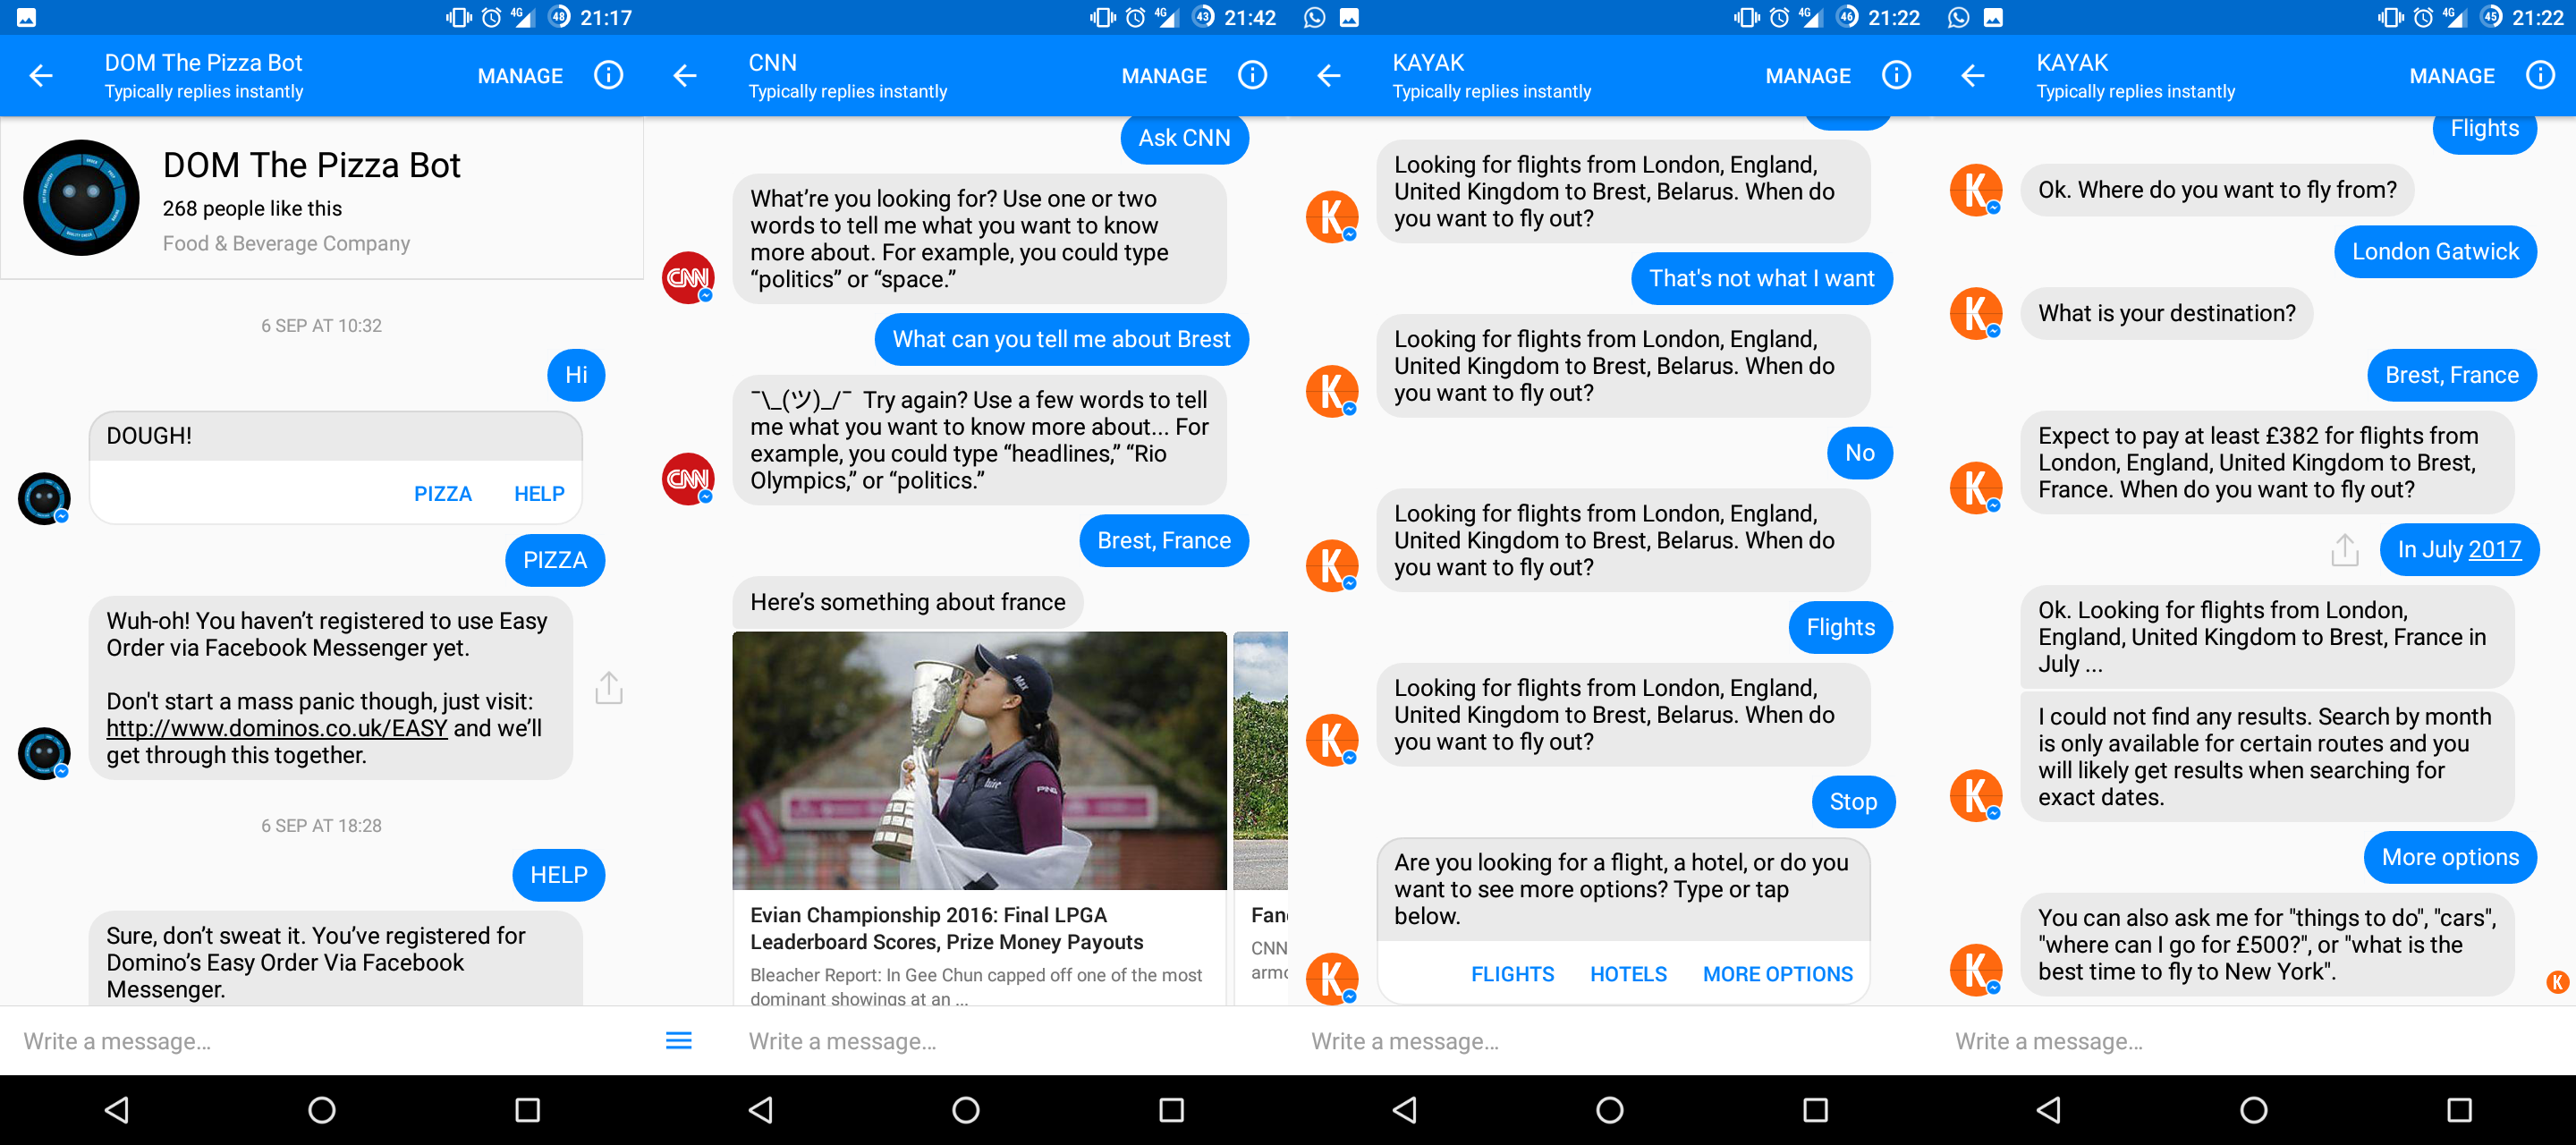 48 21:17
DOM The Pizza Bot
Typically replies instantly
MANAGE
DOM The Pizza Bot
268 people like this
Food & Beverage Company
6 SEP AT 10:32
Hi
DOUGH!
PIZZA HELP
PIZZA
Wuh-oh! You haven’t registered to use Easy
Order via Facebook Messenger yet.
Don't start a mass panic though, just visit:
http://www.dominos.co.uk/EASY and we’ll
get through this together.
6 SEP AT 18:28
HELP
Sure, don’t sweat it. You’ve registered for
Domino’s Easy Order Via Facebook
Messenger.
Write a message...
4G 43 21:42
CNN
Typically replies instantly
MANAGE
Ask CNN
What’re you looking for? Use one or two
words to tell me what you want to know
more about. For example, you could type
“politics” or “space.”
CNN
What can you tell me about Brest
¯\_(ツ)_/¯ Try again? Use a few words to tell
me what you want to know more about... For
example, you could type “headlines,” “Rio
Olympics,” or “politics.”
CNN
Brest, France
Here’s something about france
PING
Evian Championship 2016: Final LPGA
Leaderboard Scores, Prize Money Payouts
Bleacher Report: In Gee Chun capped off one of the most
dominant showings at an ...
CNN
Write a message...
4G 46 21:22
KAYAK
Typically replies instantly
MANAGE
Looking for flights from London, England,
United Kingdom to Brest, Belarus. When do
you want to fly out?
K
That's not what I want
Looking for flights from London, England,
United Kingdom to Brest, Belarus. When do
you want to fly out?
K
No
Looking for flights from London, England,
United Kingdom to Brest, Belarus. When do
you want to fly out?
K
Flights
Looking for flights from London, England,
United Kingdom to Brest, Belarus. When do
you want to fly out?
K
Stop
Are you looking for a flight, a hotel, or do you
want to see more options? Type or tap
below.
K
FLIGHTS HOTELS MORE OPTIONS
Write a message...
4G 45 21:22
KAYAK
Typically replies instantly
MANAGE
Flights
K
Ok. Where do you want to fly from?
London Gatwick
K
What is your destination?
Brest, France
Expect to pay at least £382 for flights from
London, England, United Kingdom to Brest,
France. When do you want to fly out?
K
In July 2017
Ok. Looking for flights from London,
England, United Kingdom to Brest, France in
July ...
I could not find any results. Search by month
is only available for certain routes and you
will likely get results when searching for
exact dates.
K
More options
You can also ask me for "things to do", "cars",
"where can I go for £500?", or "what is the
best time to fly to New York".
K
K
Write a message...